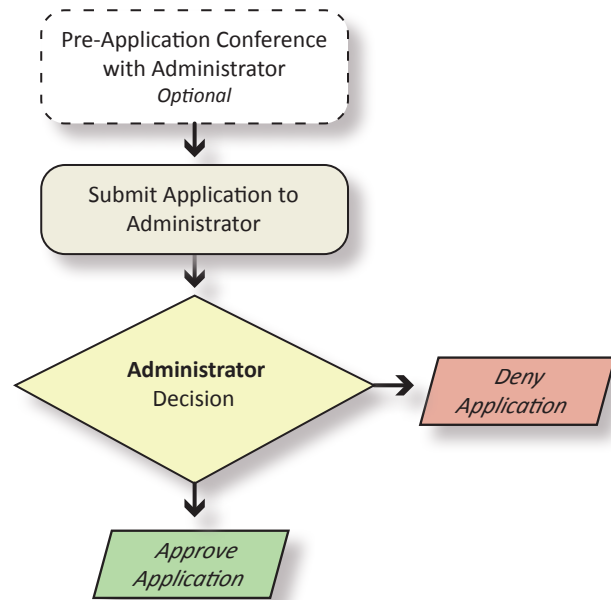 Pre-Application Conference
with Administrator
Optional
Submit Application to
Administrator
Administrator
Decision
Deny
Application
Approve
Application